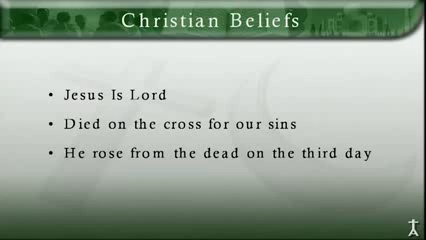 Christian Beliefs
• Jesus Is Lord
• Died on the cross for our sins
• He rose from the dead on the third day